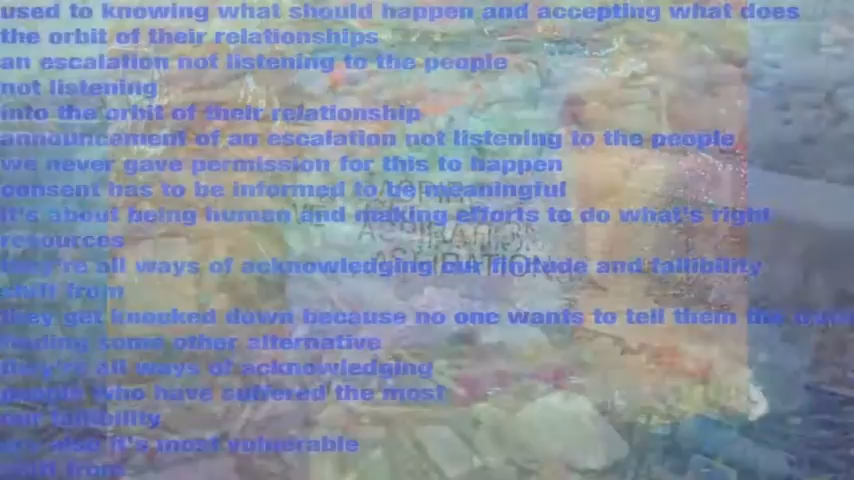 used to knowing what should happen and accepting what does
the orbit of their relationships
an escalation not listening to the people
not listening
into the orbit of their relationship
announcement of an escalation not listening to the people
we never gave permission for this to happen
consent has to be informed to be meaningful
it's about being human and making efforts to do what's right
resources
they're all ways of acknowledging our finitude and fallibility
shift from
they get knocked down because no one wants to tell them the
finding some other alternative
they're all ways of acknowledging
people who have suffered the most
our fallibility
are also it's most vulnerable
shift from
ASPIRATION